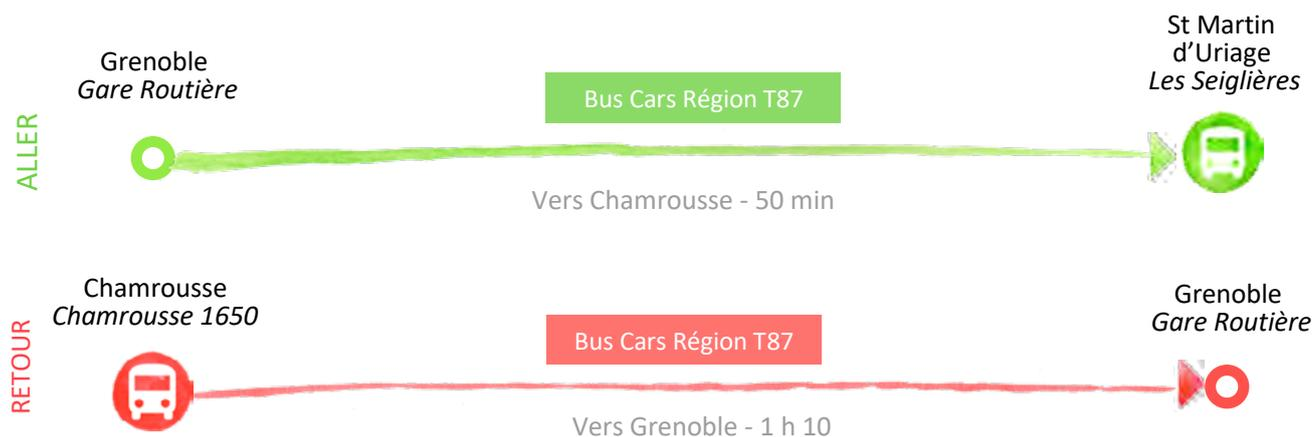 ALLER
Grenoble
Gare Routière
Bus Cars Région T87
Vers Chamrousse - 50 min
St Martin
d’Uriage
Les Seiglières
RETOUR
Chamrousse
Chamrousse 1650
Bus Cars Région T87
Vers Grenoble - 1 h 10
Grenoble
Gare Routière